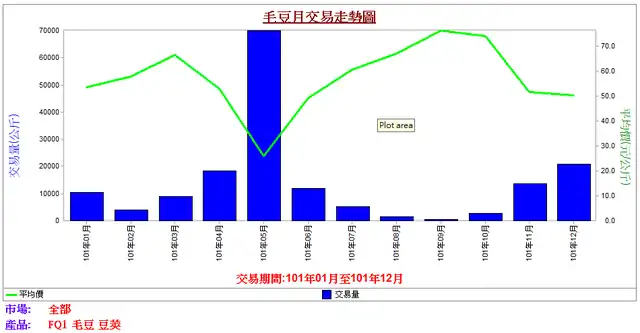 毛豆月交易走勢圖
70000
60000
50000
40000
30000
20000
10000
0
交易量(公斤)
70.0
60.0
50.0
40.0
30.0
20.0
10.0
0.0
平均價(元/公斤)
Plot area
101年01月
101年02月
101年03月
101年04月
101年05月
101年06月
101年07月
101年08月
101年09月
101年10月
101年11月
101年12月
交易期間:101年01月至101年12月
平均價 交易量
市場: 全部
產品: FQ1 毛豆 豆莢